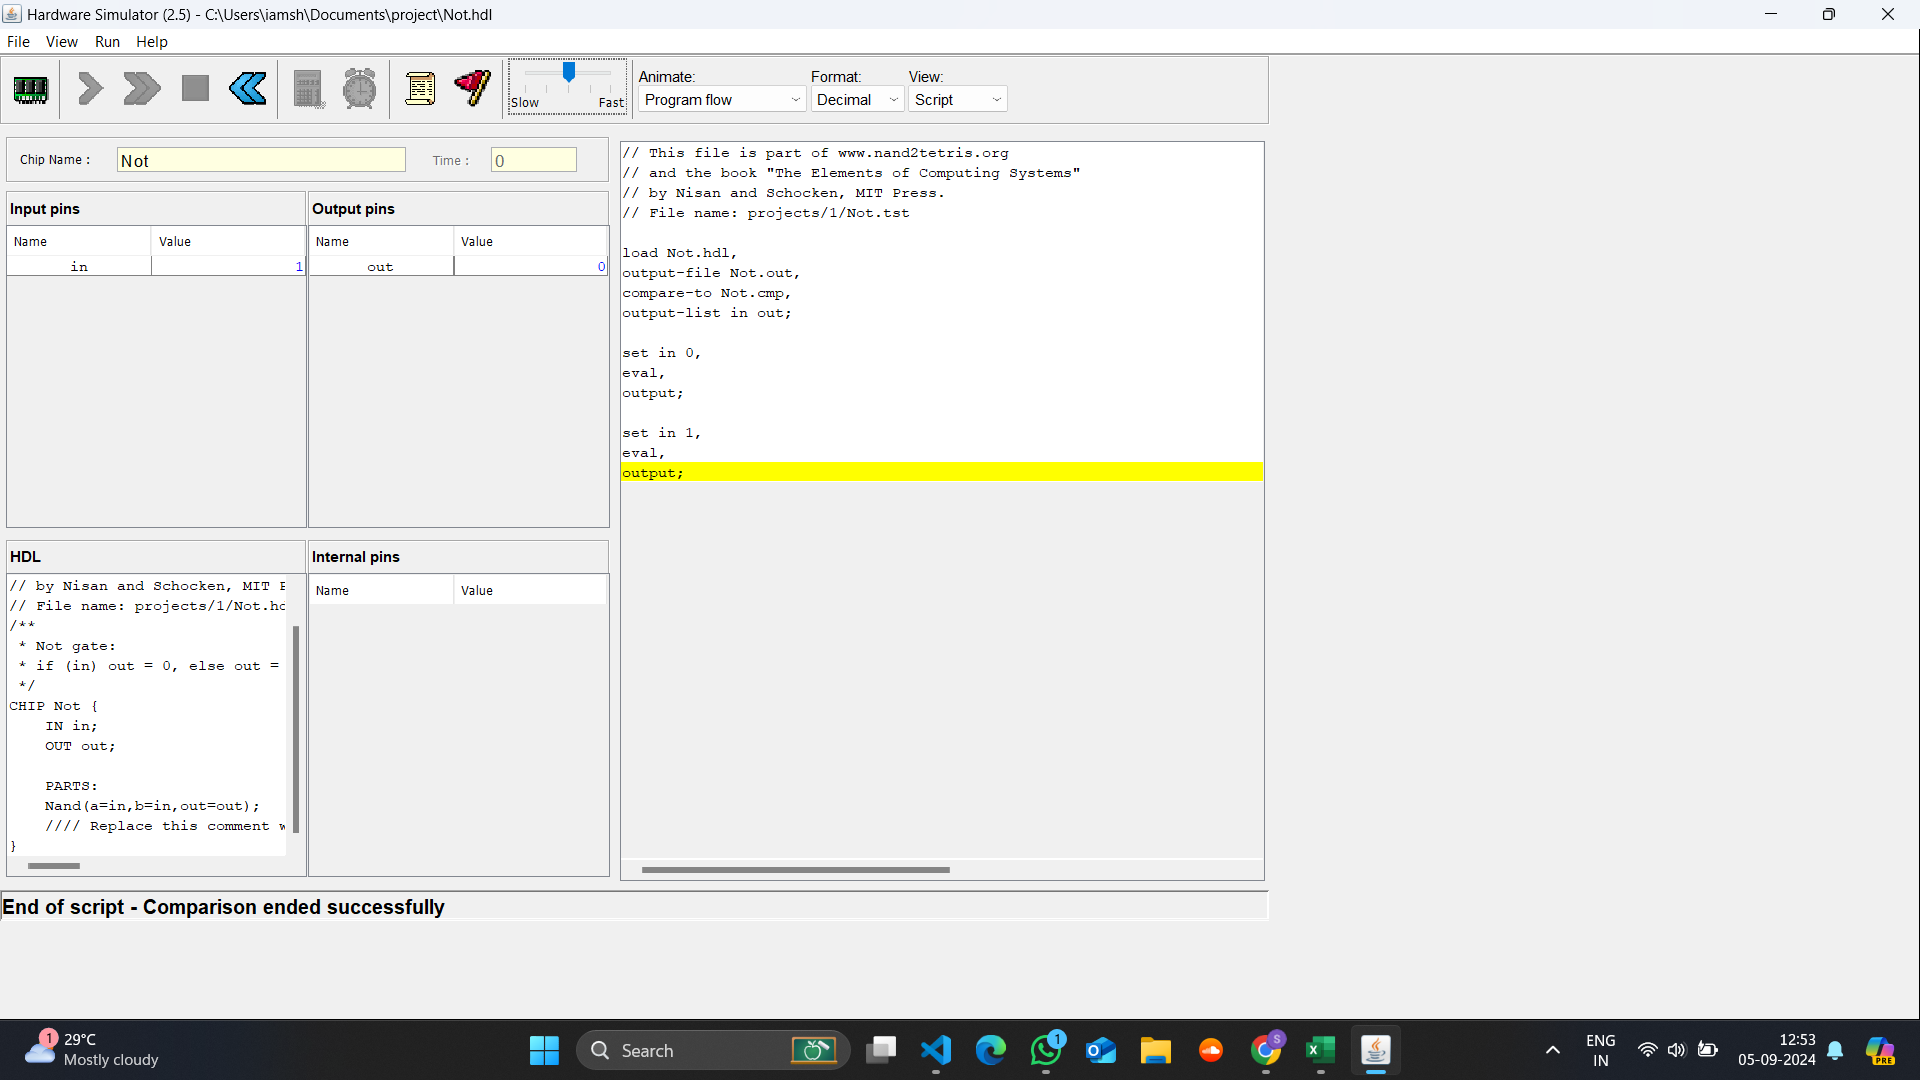 Hardware Simulator (2.5) - C:\Users\iamsh\Documents\project\Not.hdl
File View Run Help
Slow Fast
Animate: Format: View:
Program flow Decimal Script
Chip Name : Not Time : 0
Input pins
Name Value
in 1
Output pins
Name Value
out 0
HDL
// by Nisan and Schocken, MIT
// File name: projects/1/Not.
/**
* Not gate:
* if (in) out = 0, else out =
*/
CHIP Not {
IN in;
OUT out;
PARTS:
Nand(a=in,b=in,out=out);
//// Replace this comment
}
Internal pins
Name Value
// This file is part of www.nand2tetris.org
// and the book "The Elements of Computing Systems"
// by Nisan and Schocken, MIT Press.
// File name: projects/1/Not.tst
load Not.hdl,
output-file Not.out,
compare-to Not.cmp,
output-list in out;
set in 0,
eval,
output;
set in 1,
eval,
output;
End of script - Comparison ended successfully
1 29°C
Mostly cloudy
Search
1
S
PRE
ENG
IN
12:53
05-09-2024